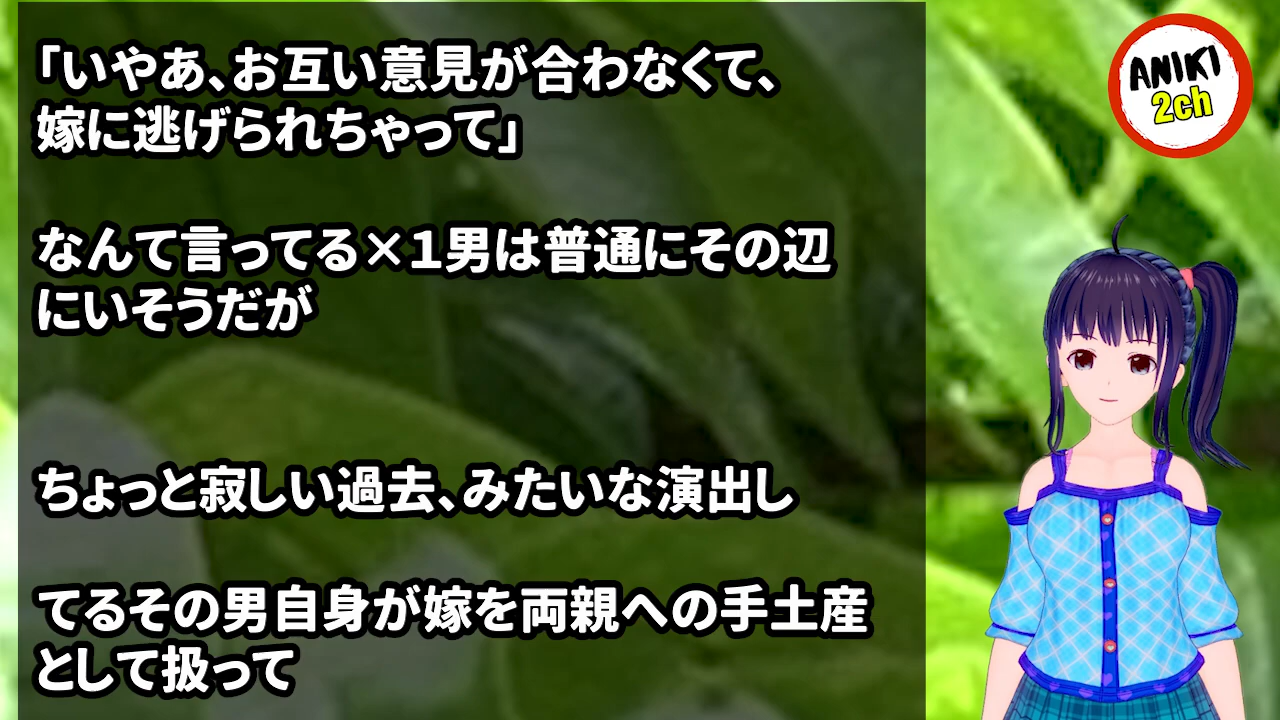 「いやあ、お互い意見が合わなくて、
嫁に逃げられちゃって」
なんて言ってる×１男は普通にその辺
にいそうだが
ちょっと寂しい過去、みたいな演出し
てるその男自身が嫁を両親への手土産
として扱って
ANIKI
2ch